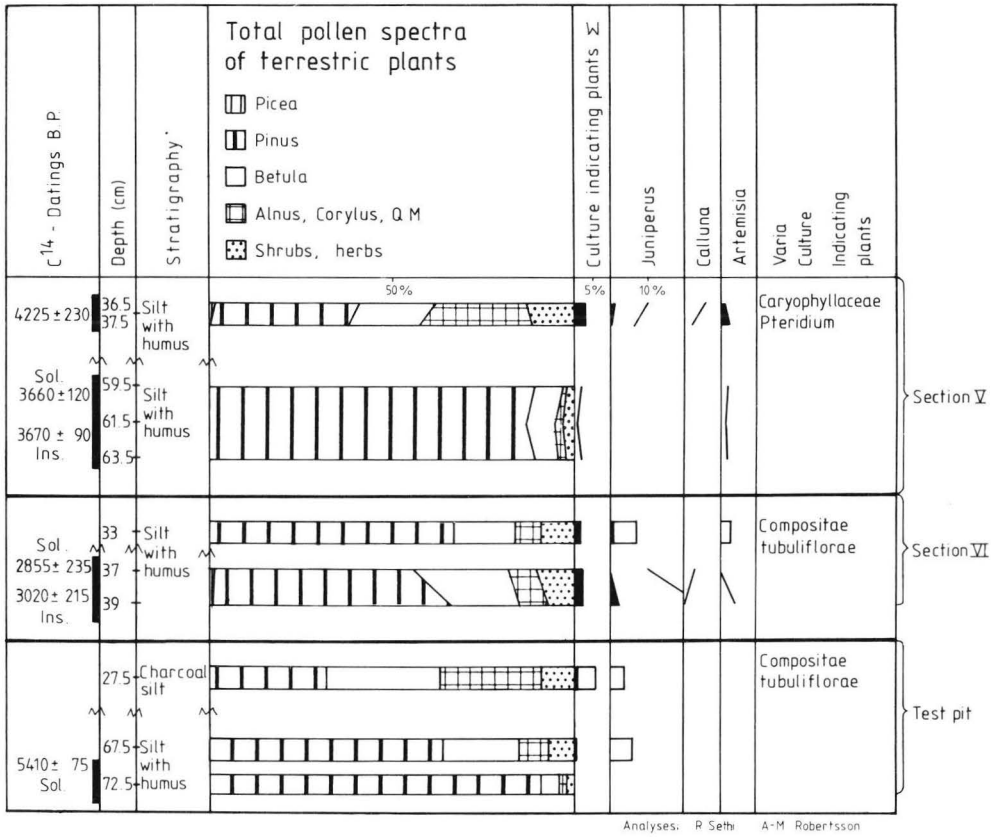 Total pollen spectra
of terrestric plants
Picea
Pinus
Betula
Alnus, Corylus, QM
Shrubs, herbs
C14 - Datings B.P.
Depth (cm)
Stratigraphy
Culture indicating plants Σ
Juniperus
Calluna
Artemisia
Varia
Culture
Indicating
plants
50%
5%
10%
4225±230
36.5
37.5
Silt
with
humus
Caryophyllaceae
Pteridium
Sol.
3660±120
3670 ± 90
Ins.
59.5
61.5
63.5
Silt
with
humus
Section V
Sol.
2855±235
3020±215
Ins.
33
37
39
Silt
with
humus
Compositae
tubuliflorae
Section VI
27.5
Charcoal
silt
Compositae
tubuliflorae
Test pit
5410± 75
Sol.
67.5
72.5
Silt
with
humus
Analyses: R Sethi A-M Robertsson